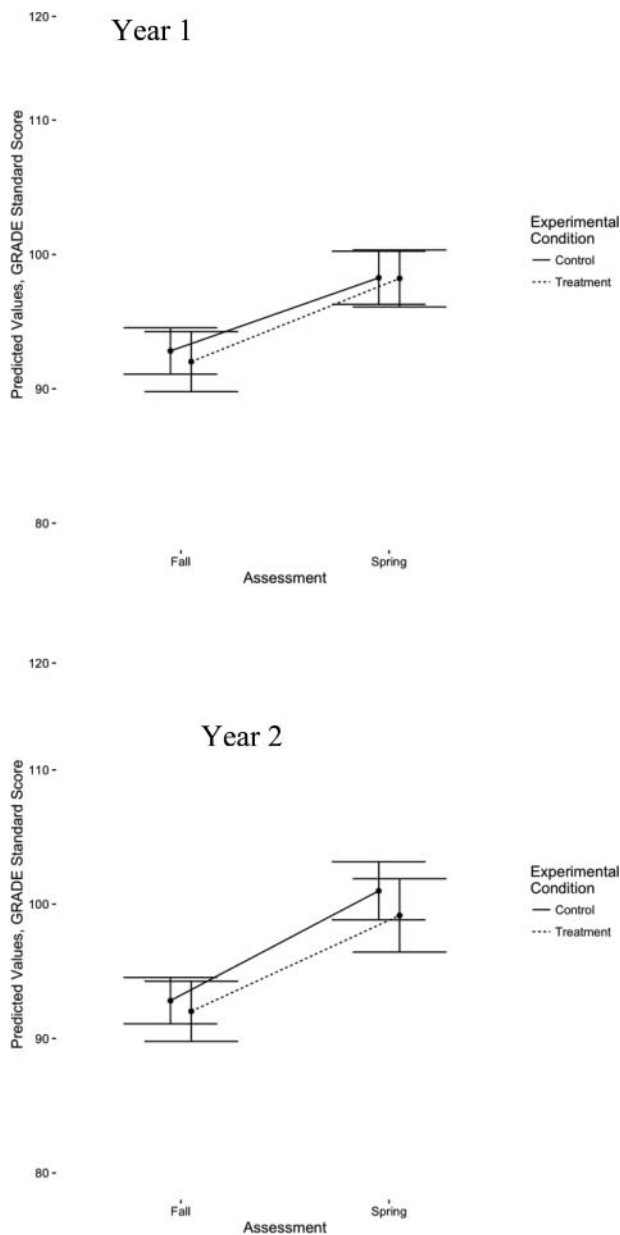 120
Year 1
110
100
90
80
Predicted Values, GRADE Standard Score
Fall
Spring
Assessment
Experimental
Condition
Control
Treatment
120
Year 2
110
100
90
80
Predicted Values, GRADE Standard Score
Fall
Spring
Assessment
Experimental
Condition
Control
Treatment